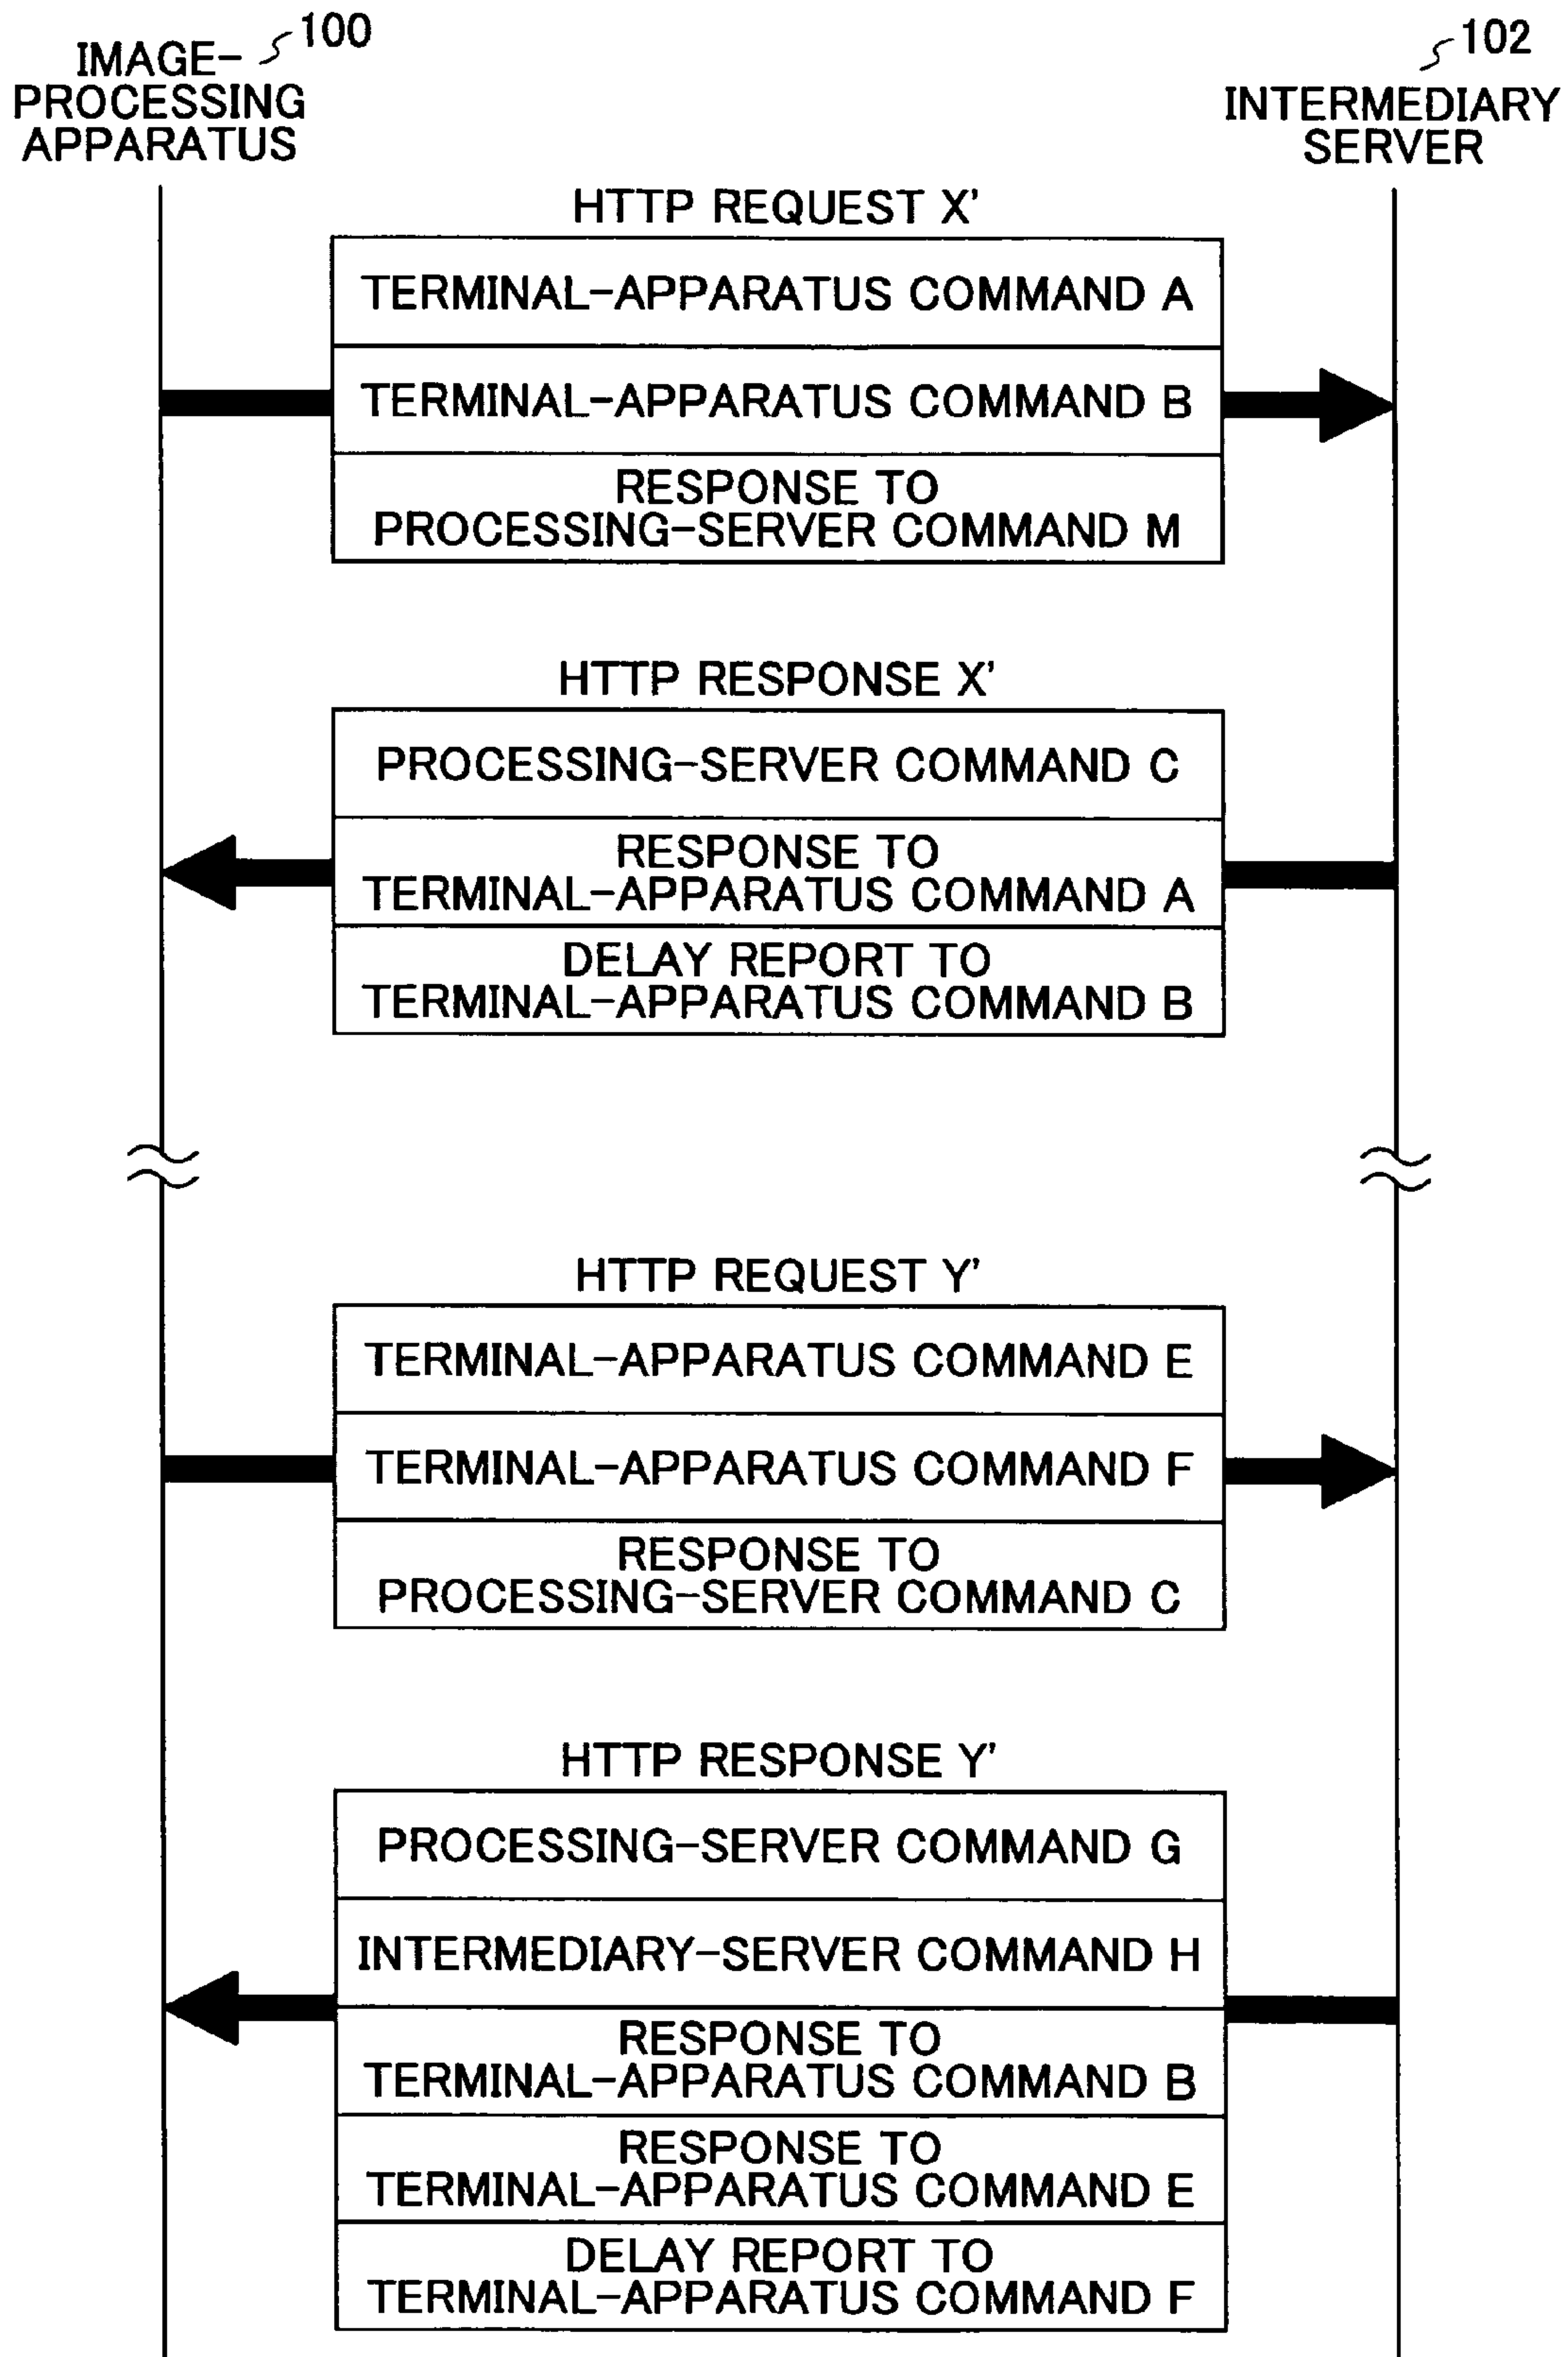 100
IMAGE-
PROCESSING
APPARATUS
102
INTERMEDIARY
SERVER
HTTP REQUEST X'
TERMINAL-APPARATUS COMMAND A
TERMINAL-APPARATUS COMMAND B
RESPONSE TO
PROCESSING-SERVER COMMAND M
HTTP RESPONSE X'
PROCESSING-SERVER COMMAND C
RESPONSE TO
TERMINAL-APPARATUS COMMAND A
DELAY REPORT TO
TERMINAL-APPARATUS COMMAND B
HTTP REQUEST Y'
TERMINAL-APPARATUS COMMAND E
TERMINAL-APPARATUS COMMAND F
RESPONSE TO
PROCESSING-SERVER COMMAND C
HTTP RESPONSE Y'
PROCESSING-SERVER COMMAND G
INTERMEDIARY-SERVER COMMAND H
RESPONSE TO
TERMINAL-APPARATUS COMMAND B
RESPONSE TO
TERMINAL-APPARATUS COMMAND E
DELAY REPORT TO
TERMINAL-APPARATUS COMMAND F